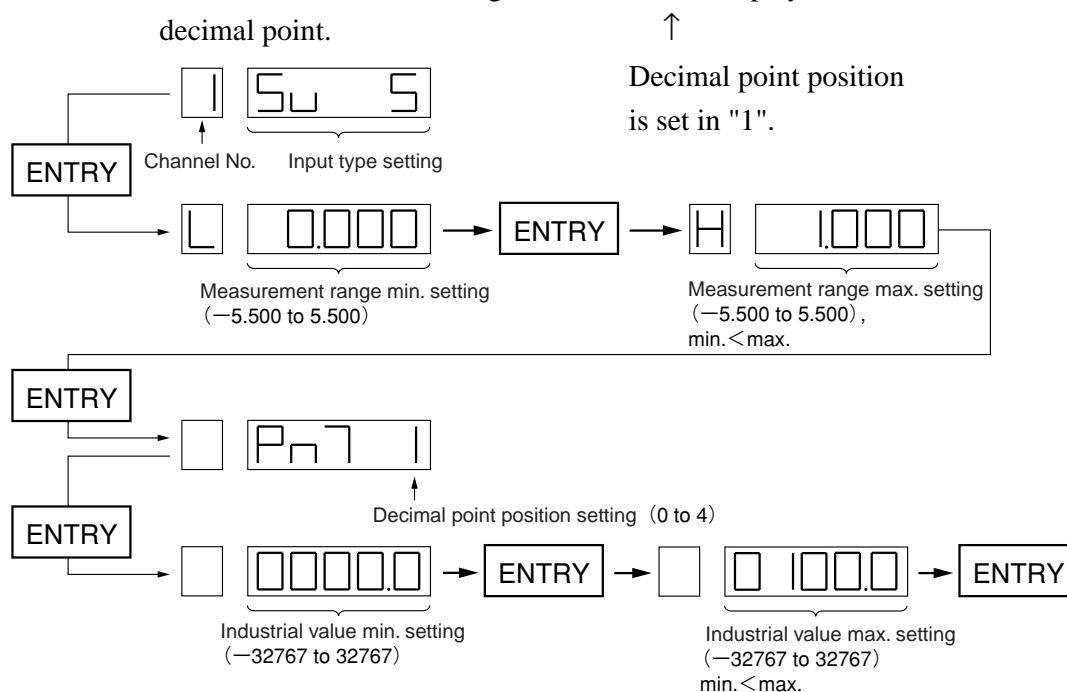 decimal point.
↑
Decimal point position
is set in "1".
1 5u 5
Channel No. Input type setting
ENTRY
L 0.000 ENTRY H 1.000
Measurement range min. setting
(−5.500 to 5.500)
Measurement range max. setting
(−5.500 to 5.500),
min.<max.
ENTRY
Pn7 1
Decimal point position setting (0 to 4)
ENTRY
0000.0 ENTRY 0100.0 ENTRY
Industrial value min. setting
(−32767 to 32767)
Industrial value max. setting
(−32767 to 32767)
min.<max.